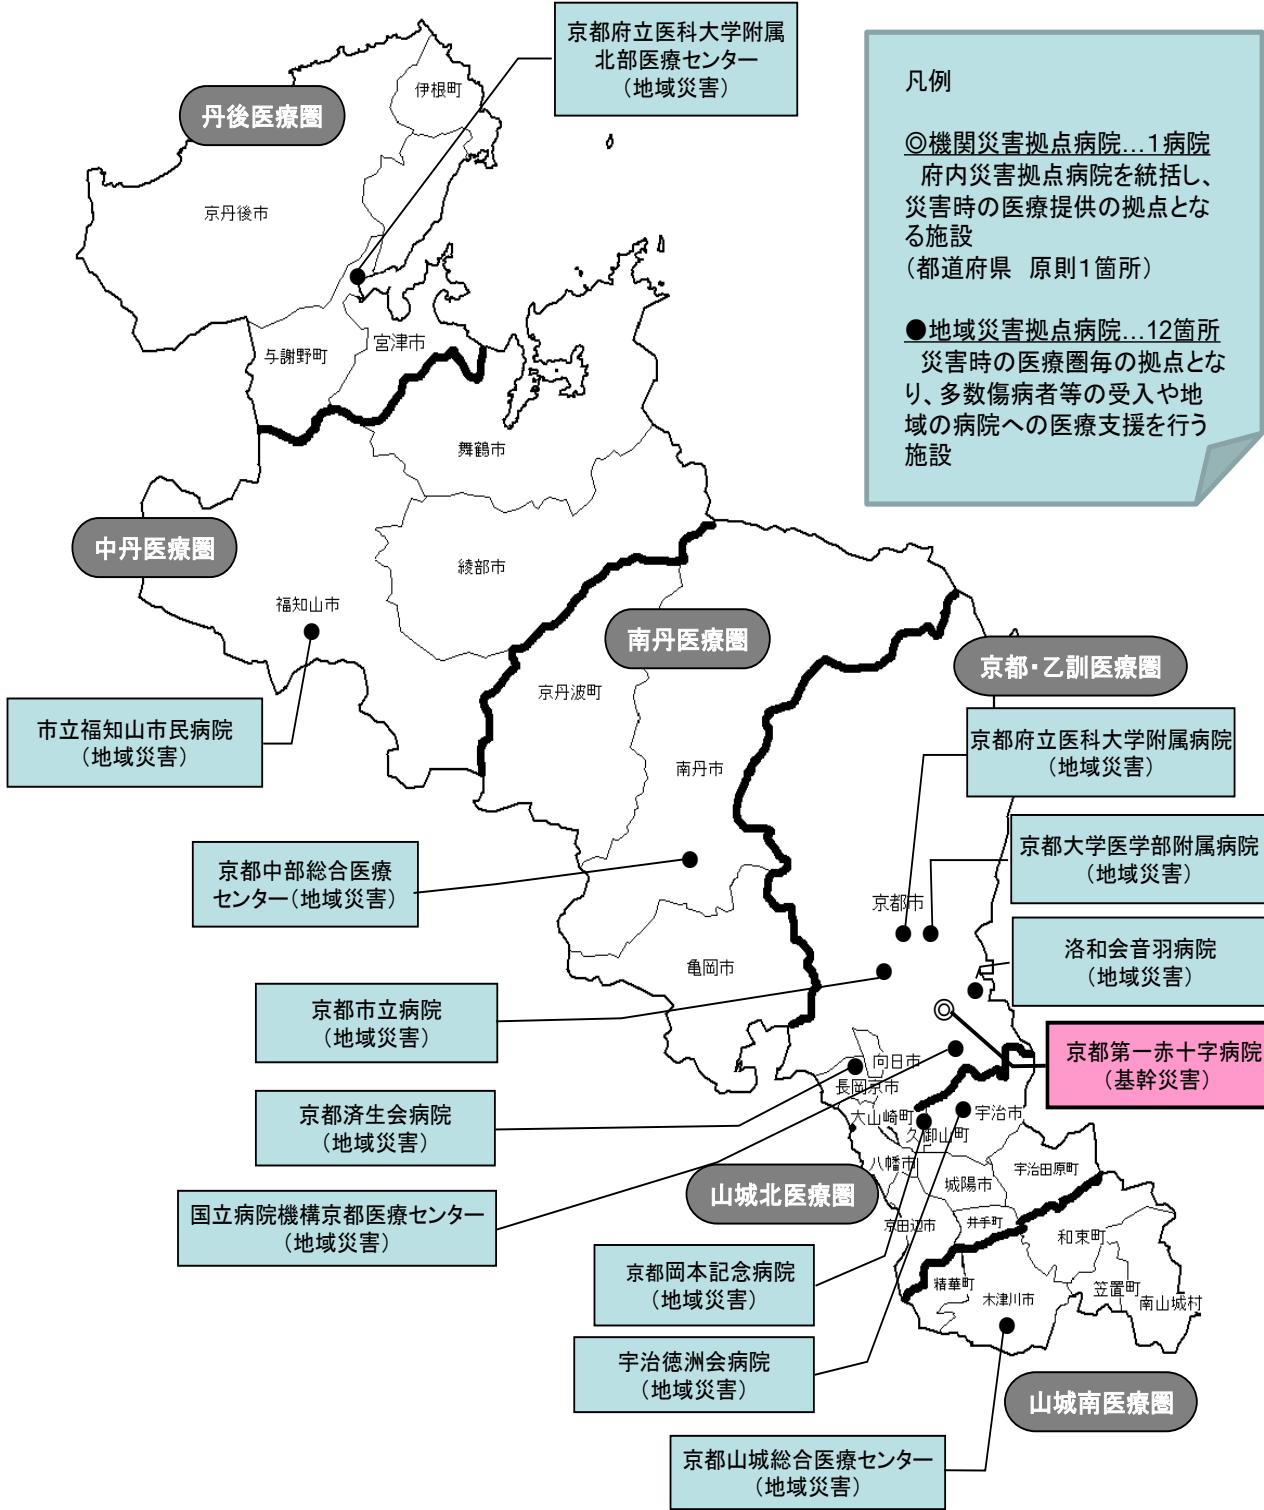 京都府立医科大学附属
北部医療センター
（地域災害）
凡例
◎機関災害拠点病院…１病院
府内災害拠点病院を統括し、
災害時の医療提供の拠点とな
る施設
（都道府県　原則１箇所）
●地域災害拠点病院…12箇所
災害時の医療圏毎の拠点とな
り、多数傷病者等の受入や地
域の病院への医療支援を行う
施設
丹後医療圏
伊根町
京丹後市
与謝野町
宮津市
舞鶴市
中丹医療圏
綾部市
福知山市
南丹医療圏
京都・乙訓医療圏
京丹波町
市立福知山市民病院
（地域災害）
京都府立医科大学附属病院
（地域災害）
南丹市
京都大学医学部附属病院
（地域災害）
京都中部総合医療
センター（地域災害）
京都市
洛和会音羽病院
（地域災害）
亀岡市
京都市立病院
（地域災害）
京都第一赤十字病院
（基幹災害）
向日市
長岡京市
京都済生会病院
（地域災害）
大山崎町
宇治市
久御山町
八幡市
宇治田原町
城陽市
山城北医療圏
国立病院機構京都医療センター
（地域災害）
京田辺市
井手町
和束町
京都岡本記念病院
（地域災害）
精華町
木津川市
笠置町
南山城村
宇治徳洲会病院
（地域災害）
山城南医療圏
京都山城総合医療センター
（地域災害）